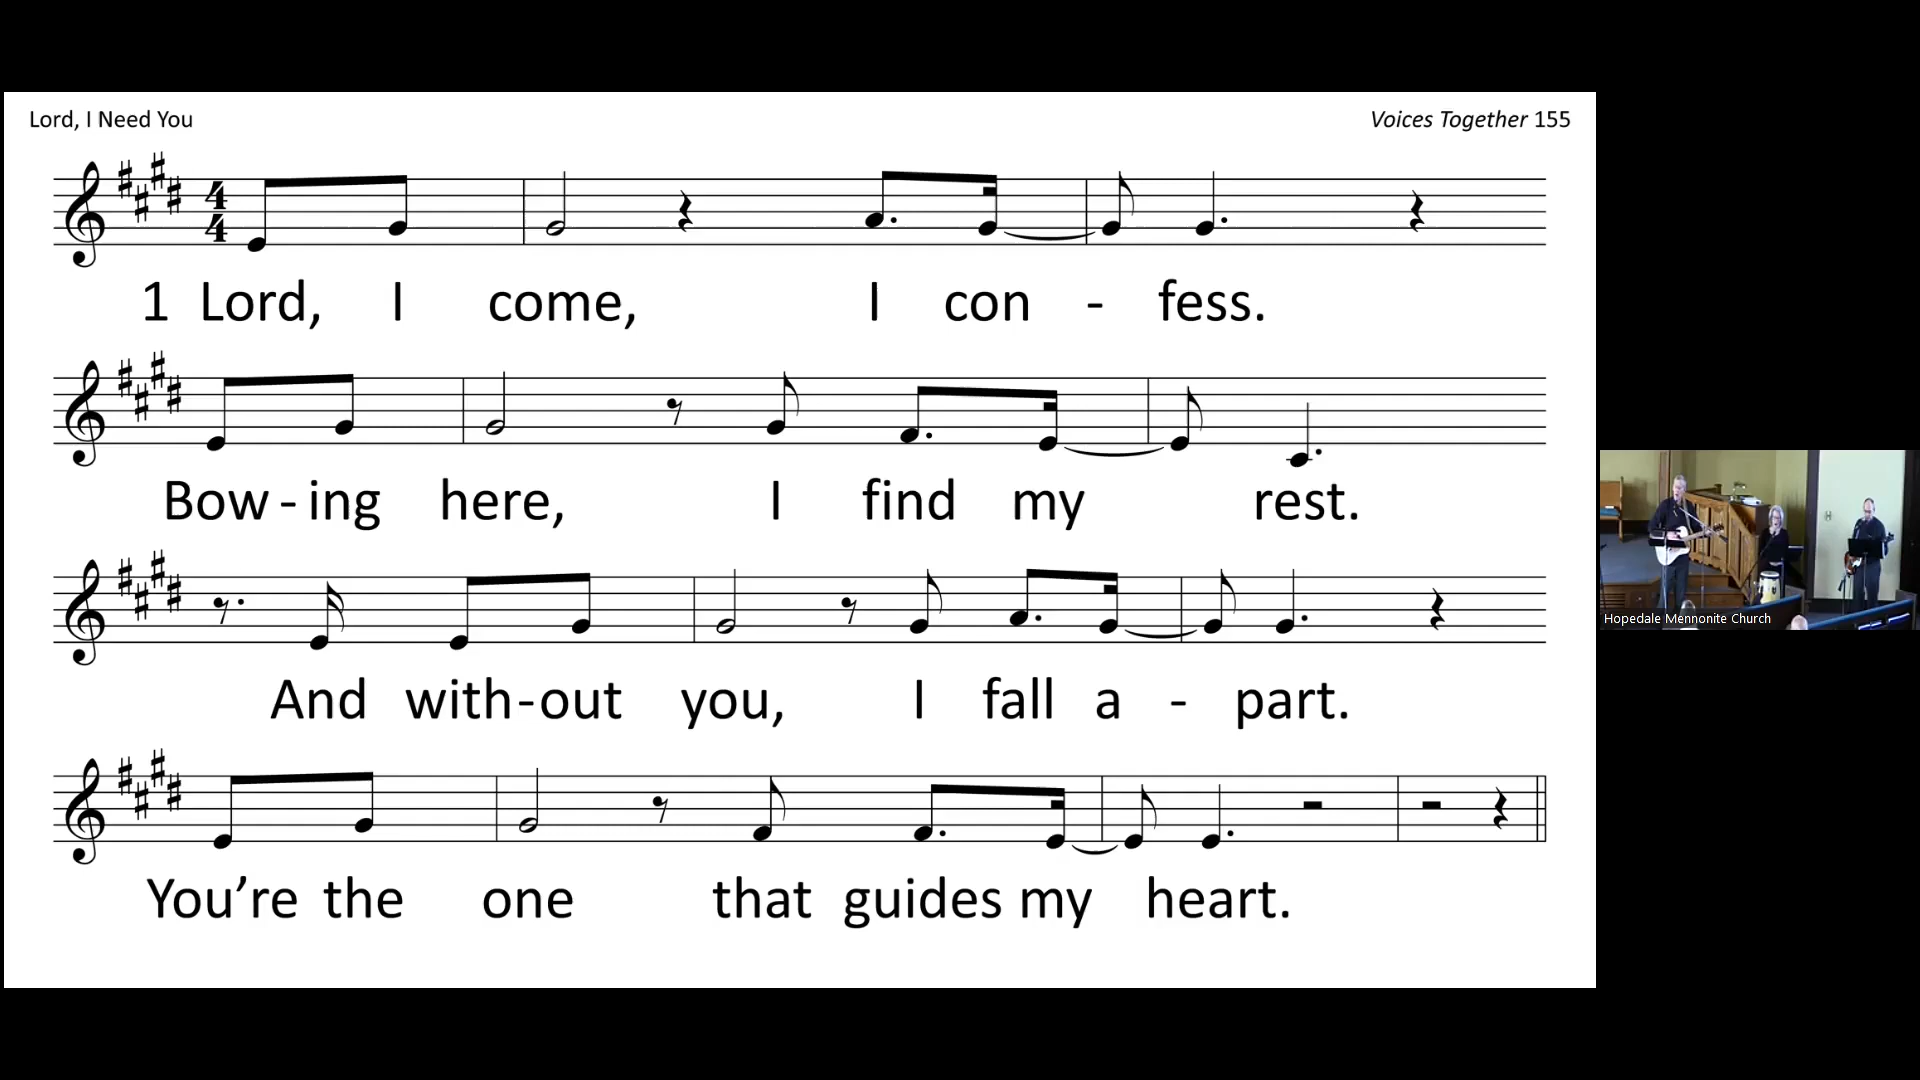 Lord, I Need You
Voices Together 155
1 Lord, I come, I con - fess.
Bow - ing here, I find my rest.
And with - out you, I fall a - part.
You’re the one that guides my heart.
Hopedale Mennonite Church